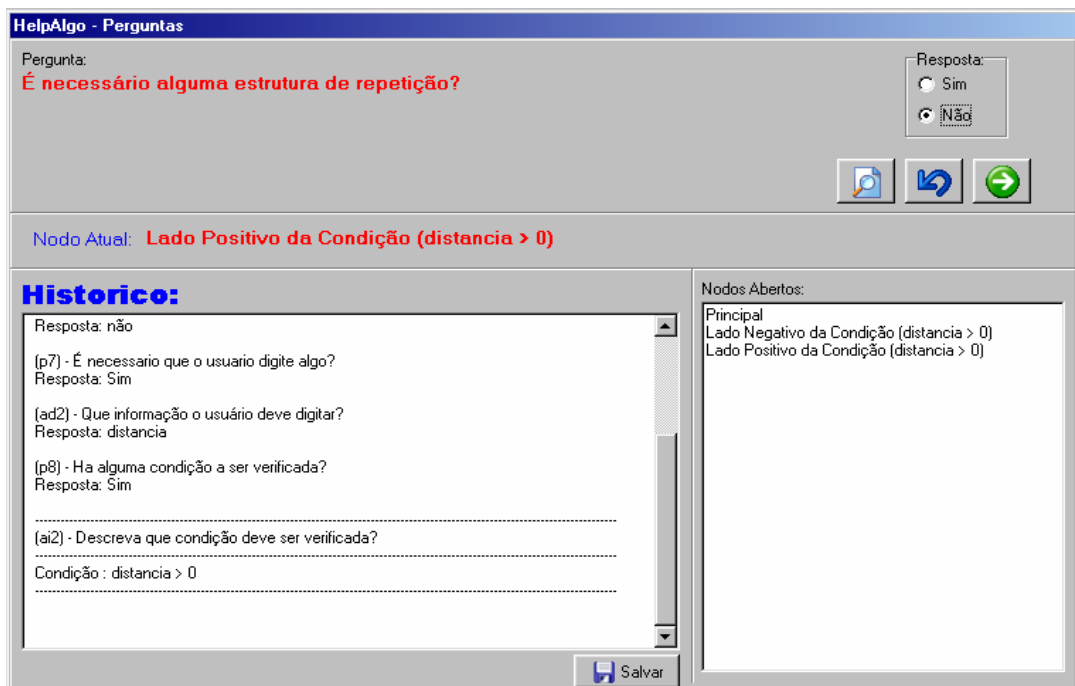 HelpAlgo - Perguntas
Pergunta:
É necessário alguma estrutura de repetição?
Resposta:
Sim
Não
Nodo Atual: Lado Positivo da Condição (distancia > 0)
Historico:
Resposta: não
(p7) - É necessario que o usuario digite algo?
Resposta: Sim
(ad2) - Que informação o usuário deve digitar?
Resposta: distancia
(p8) - Ha alguma condição a ser verificada?
Resposta: Sim
(ai2) - Descreva que condição deve ser verificada?
Condição : distancia > 0
Salvar
Nodos Abertos:
Principal
Lado Negativo da Condição (distancia > 0)
Lado Positivo da Condição (distancia > 0)